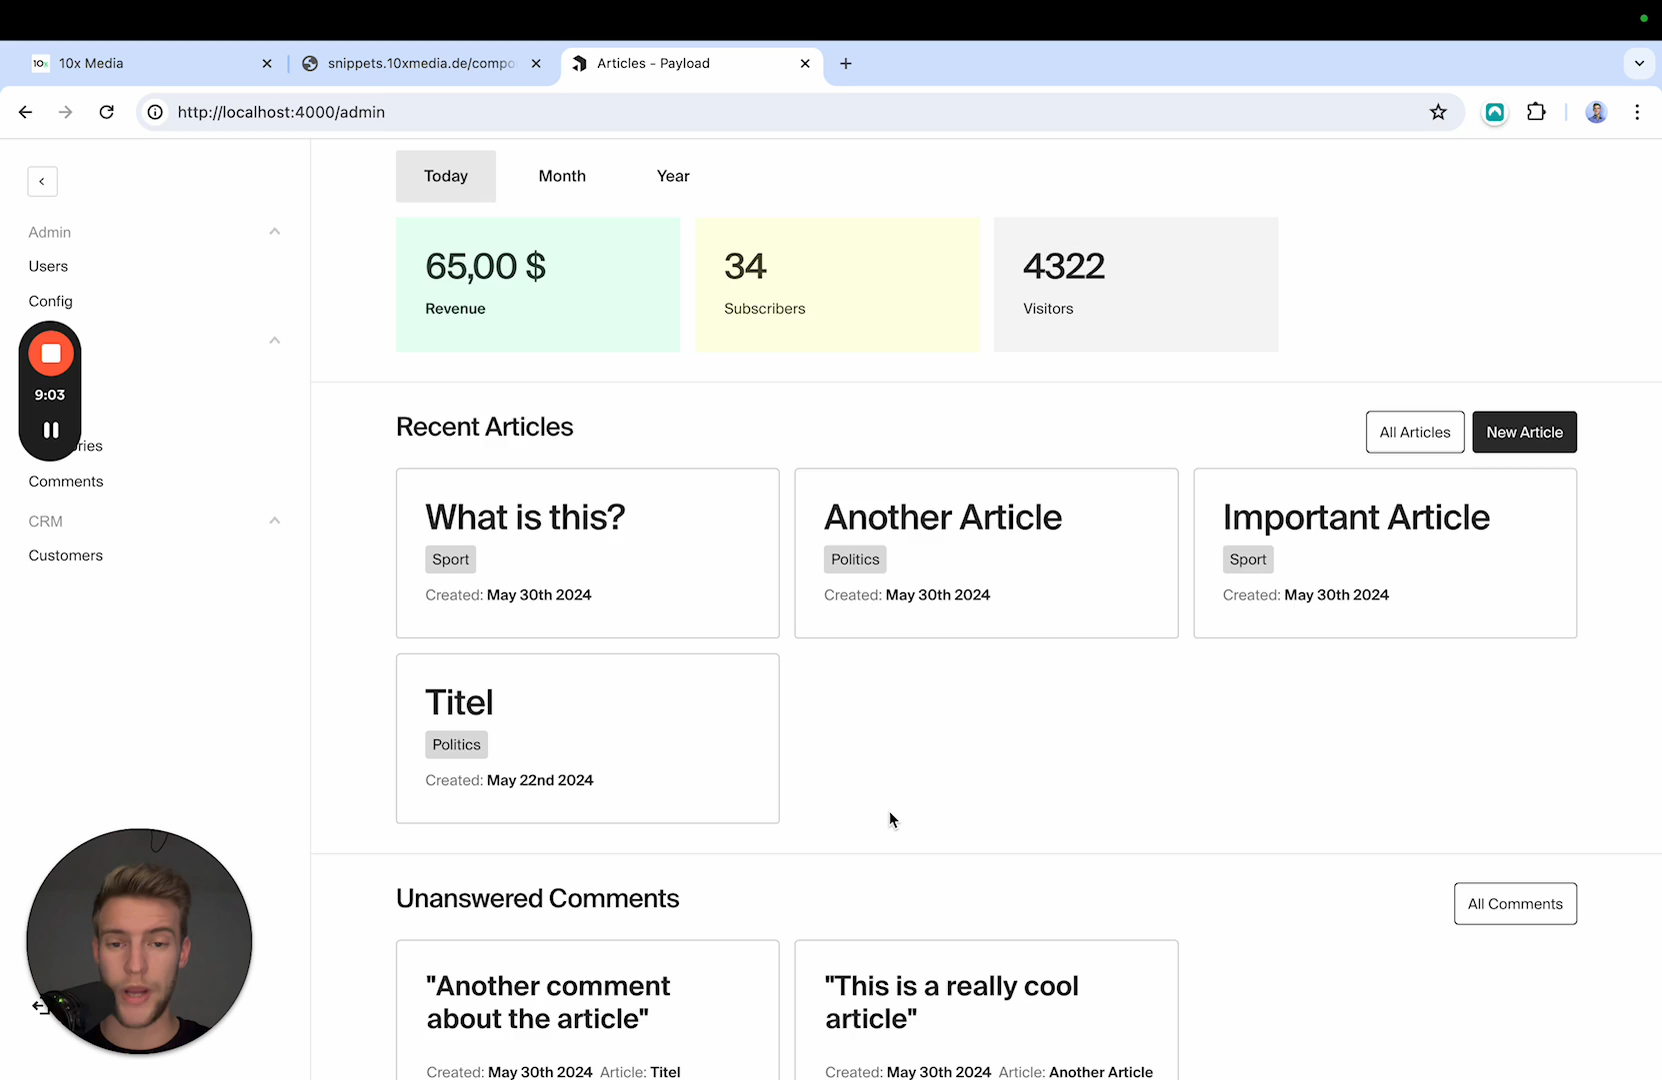 10x 10x Media
snippets.10xmedia.de/compo
Articles - Payload
http://localhost:4000/admin
Today
Month
Year
Admin
Users
Config
9:03
ries
Comments
CRM
Customers
65,00 $
Revenue
34
Subscribers
4322
Visitors
Recent Articles
All Articles
New Article
What is this?
Sport
Created: May 30th 2024
Another Article
Politics
Created: May 30th 2024
Important Article
Sport
Created: May 30th 2024
Titel
Politics
Created: May 22nd 2024
Unanswered Comments
All Comments
"Another comment
about the article"
Created: May 30th 2024 Article: Titel
"This is a really cool
article"
Created: May 30th 2024 Article: Another Article